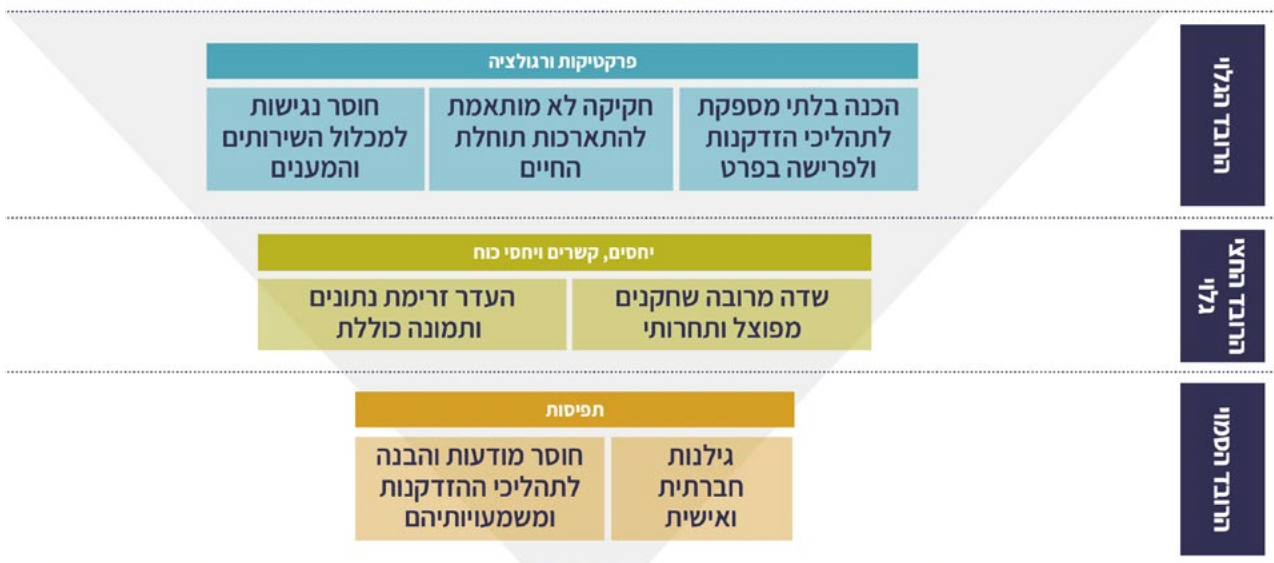 הרובד הגלוי
פרקטיקות ורגולציה
הכנה בלתי מספקת
לתהליכי הזדקנות
ולפרישה בפרט
חקיקה לא מותאמת
להתארכות תוחלת
החיים
חוסר נגישות
למכלול השירותים
והמענים
הרובד החצי
גלוי
יחסים, קשרים ויחסי כוח
שדה מרובה שחקנים
מפוצל ותחרותי
העדר זרימת נתונים
ותמונה כוללת
הרובד הסמוי
תפיסות
גילנות
חברתית
ואישית
חוסר מודעות והבנה
לתהליכי ההזדקנות
ומשמעויותיהם